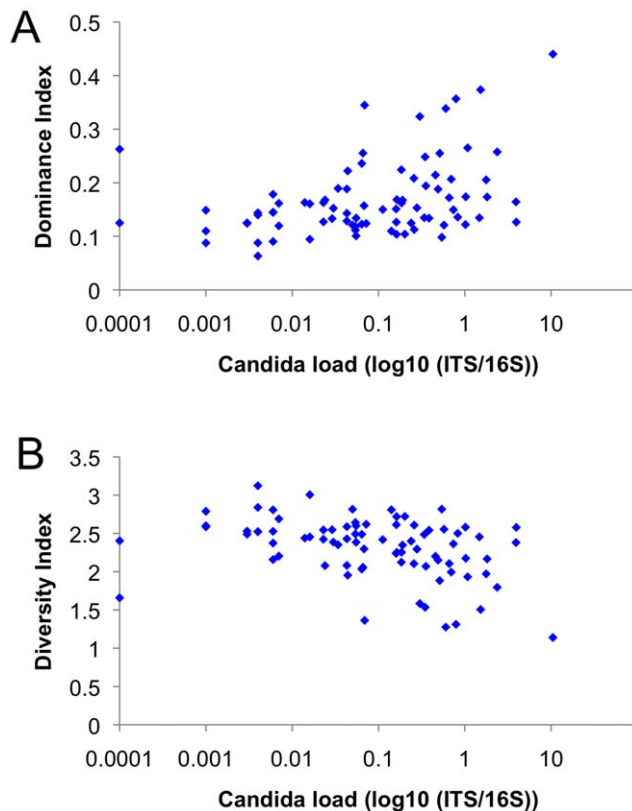 A
0.5
0.4
0.3
0.2
0.1
0
Dominance Index
0.0001 0.001 0.01 0.1 1 10
Candida load (log10 (ITS/16S))
B
3.5
3
2.5
2
1.5
1
0.5
0
Diversity Index
0.0001 0.001 0.01 0.1 1 10
Candida load (log10 (ITS/16S))